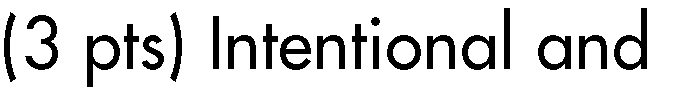 (3 pts) Intentional and